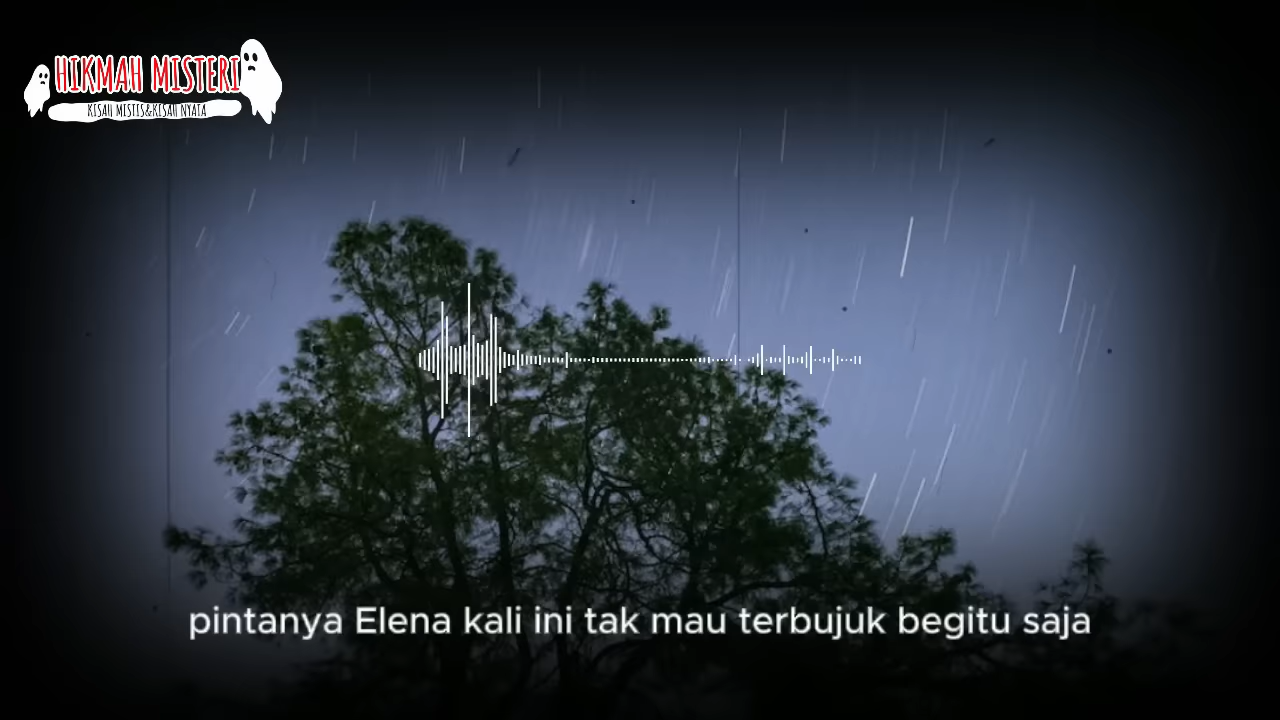 HIKMAH MISTERI
KISAH MISTIS&KISAH NYATA
pintanya Elena kali ini tak mau terbujuk begitu saja